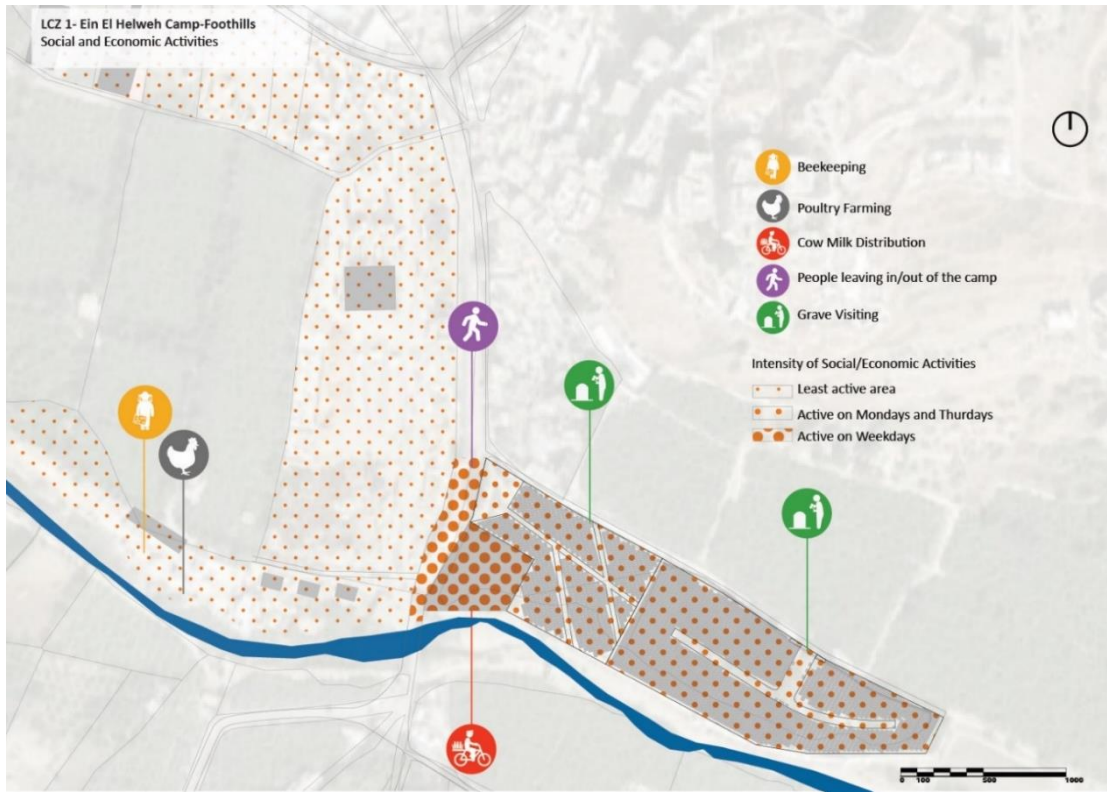 LCZ 1- Ein El Helweh Camp-Foothills
Social and Economic Activities
Beekeeping
Poultry Farming
Cow Milk Distribution
People leaving in/out of the camp
Grave Visiting
Intensity of Social/Economic Activities
Least active area
Active on Mondays and Thurdays
Active on Weekdays
0 100 500 1000